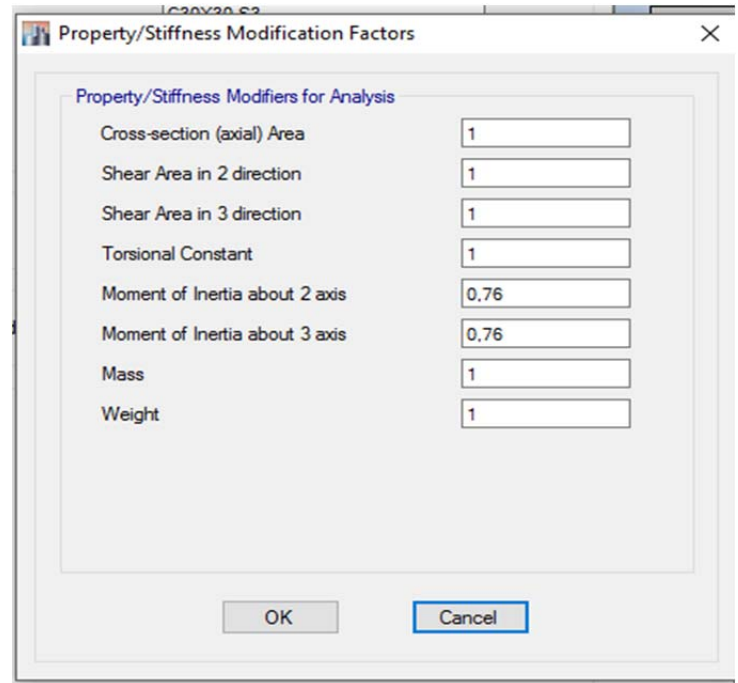 C30X30 S3
Property/Stiffness Modification Factors
Property/Stiffness Modifiers for Analysis
Cross-section (axial) Area 1
Shear Area in 2 direction 1
Shear Area in 3 direction 1
Torsional Constant 1
Moment of Inertia about 2 axis 0,76
Moment of Inertia about 3 axis 0,76
Mass 1
Weight 1
OK Cancel